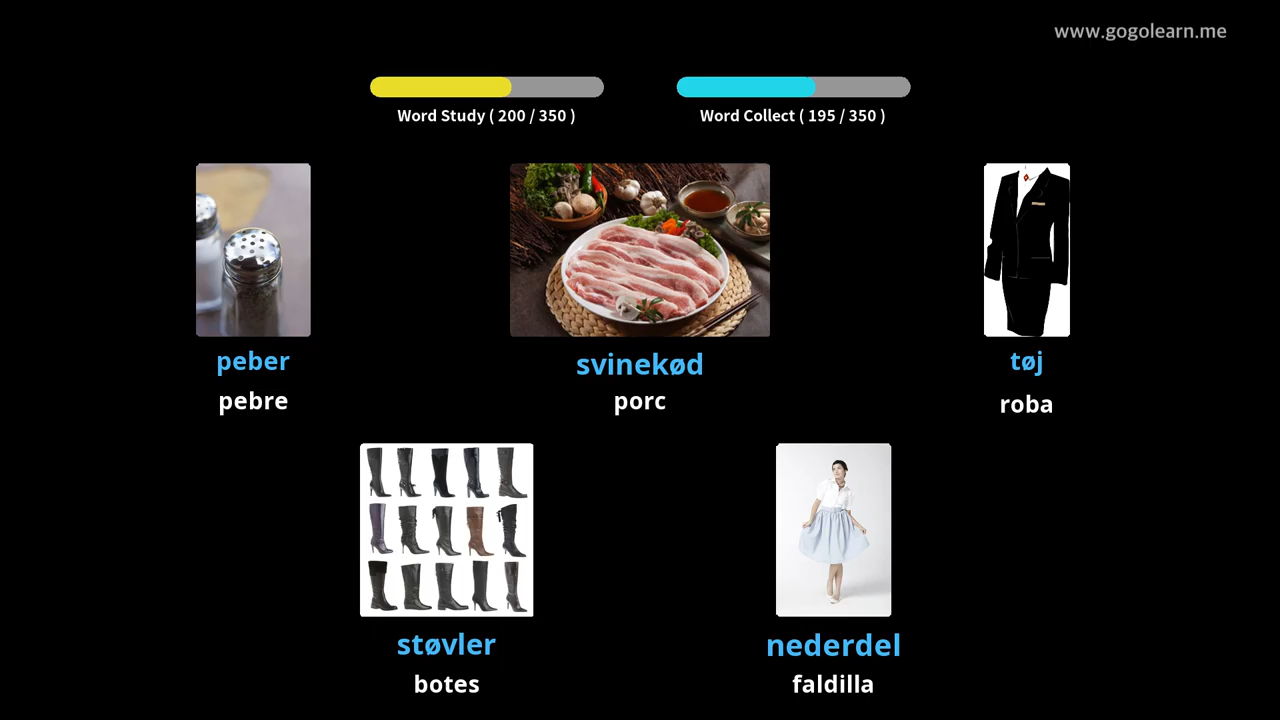 www.gogolearn.me
Word Study ( 200 / 350 )
Word Collect ( 195 / 350 )
peber
pebre
svinekød
porc
tøj
roba
støvler
botes
nederdel
faldilla